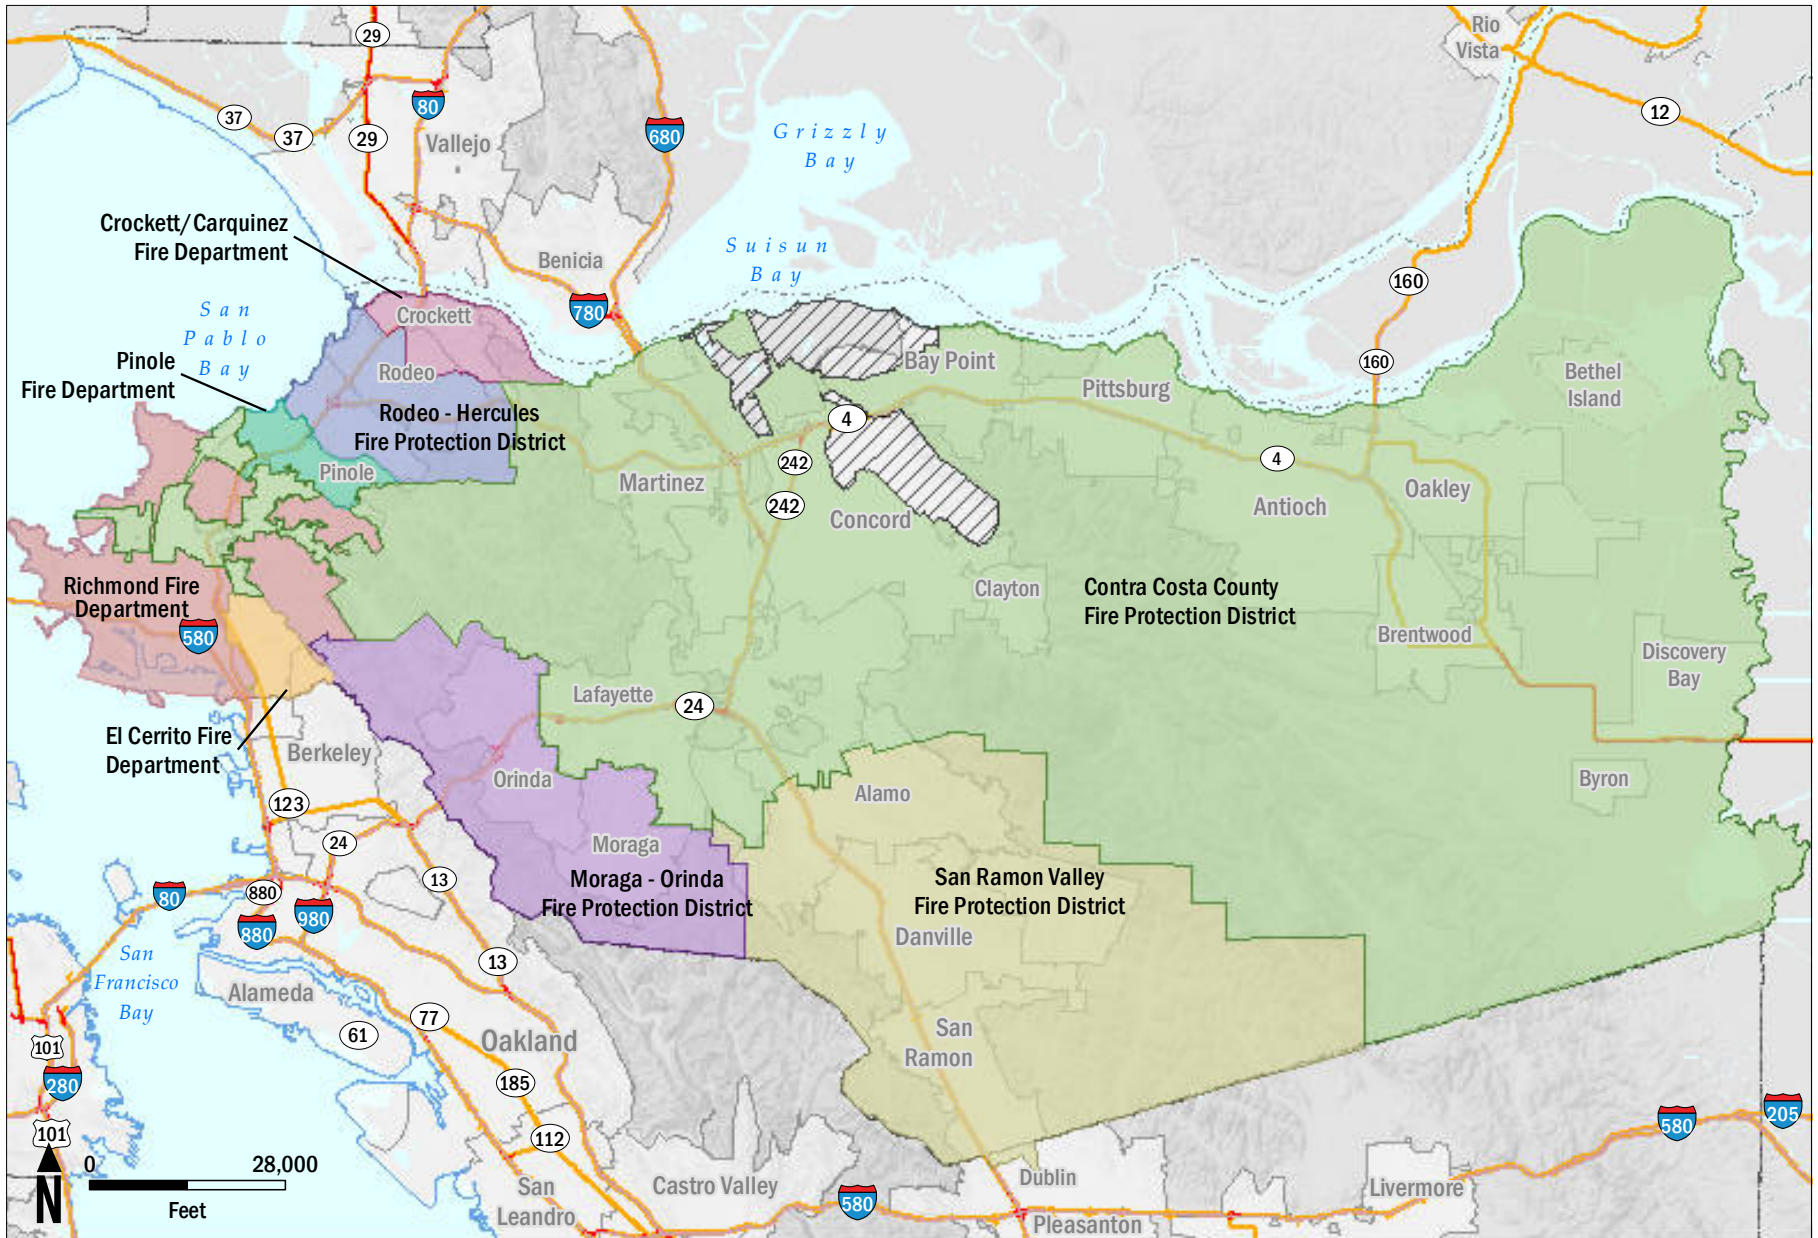 29
Rio
Vista
37
37
29
80
Vallejo
680
Grizzly
Bay
12
Crockett/Carquinez
Fire Department
Benicia
Suisun
Bay
160
780
San
Pablo
Bay
Crockett
Pinole
Fire Department
Rodeo
Bay Point
160
Pittsburg
Bethel
Island
Rodeo - Hercules
Fire Protection District
4
4
242
Pinole
Martinez
242
Concord
Antioch
Oakley
Richmond Fire
Department
580
Clayton
Contra Costa County
Fire Protection District
Brentwood
Discovery
Bay
Lafayette
24
El Cerrito Fire
Department
Berkeley
Orinda
Alamo
Byron
123
24
Moraga
13
Moraga - Orinda
Fire Protection District
San Ramon Valley
Fire Protection District
80
880
980
880
Danville
San
Francisco
Bay
13
Alameda
77
61
Oakland
San
Ramon
101
280
185
101
112
580
205
0
28,000
Feet
N
San
Leandro
Castro Valley
580
Dublin
Livermore
Pleasanton